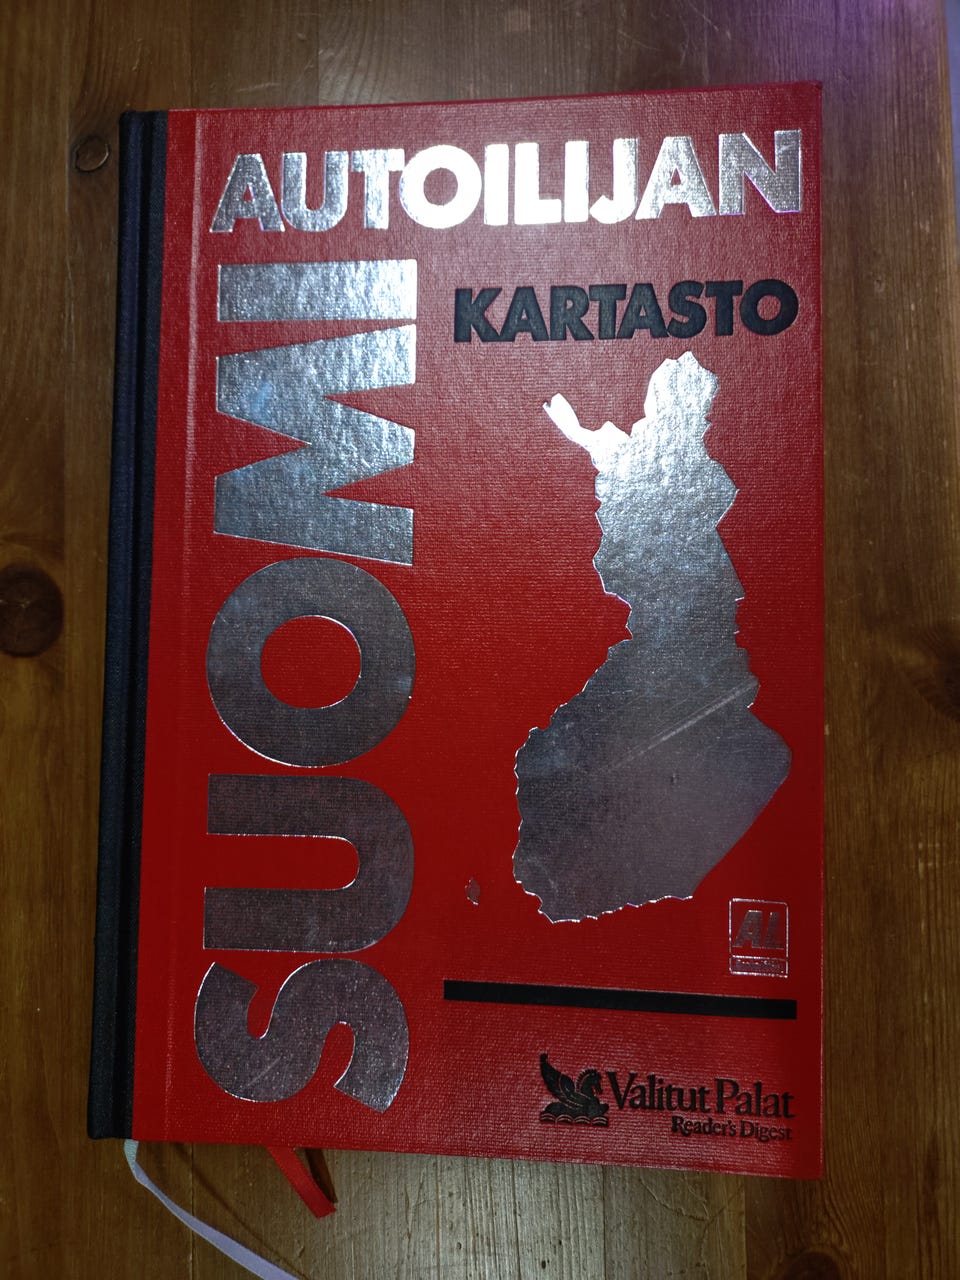 AUTOILIJAN
SUOMI
KARTASTO
AL
Valitut Palat
Reader's Digest